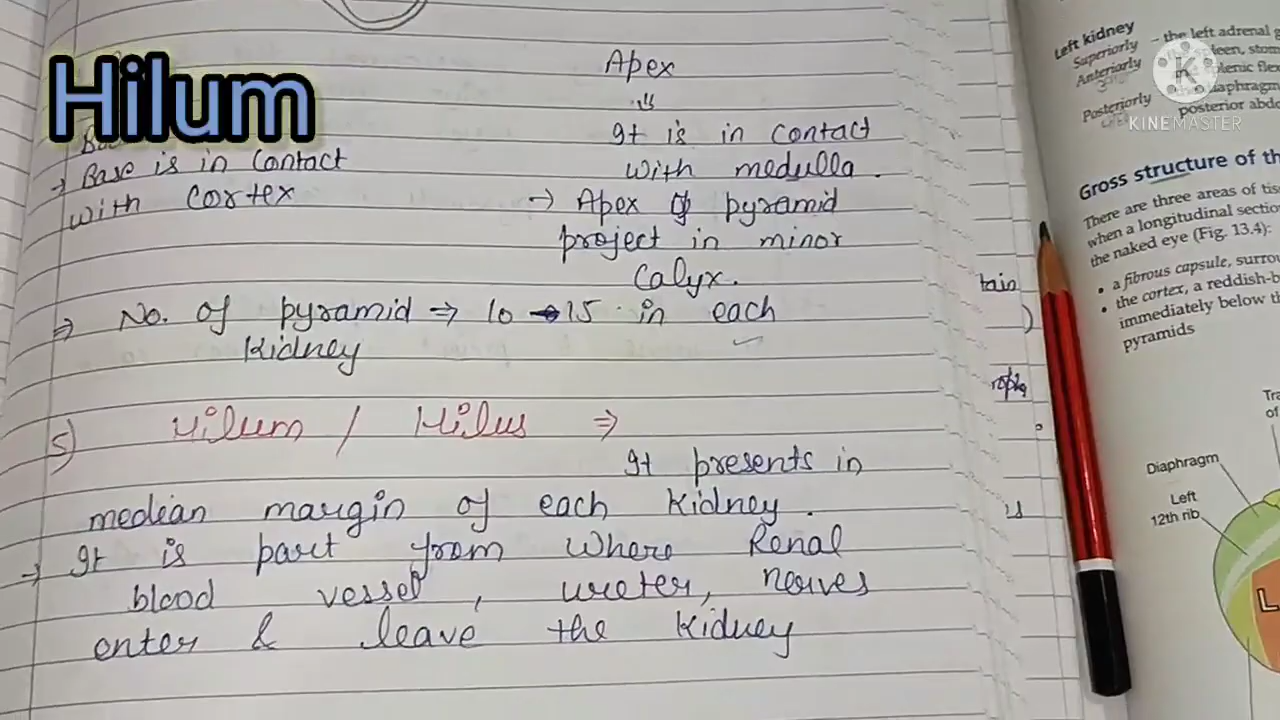 Hilum
Apex
It is in contact
with medulla.
→ Base is in Contact
with Cortex
→ Apex of pyramid
project in minor
Calyx.
⇒ No. of pyramid ⇒ 10 → 15 in each
Kidney
5) Hilum / Hilus ⇒
It presents in
median margin of each Kidney.
→ It is part from where Renal
blood vessel, ureter, nerves
enter & leave the Kidney
tain
Left kidney
Superiorly – the left adrenal g
Anteriorly
Posteriorly
posterior abdo
KINEMASTER
Gross structure of th
There are three areas of tis
when a longitudinal sectio
the naked eye (Fig. 13.4):
• a fibrous capsule, surrou
• the cortex, a reddish-b
immediately below th
pyramids
Tra
of
Diaphragm
Left
12th rib
L